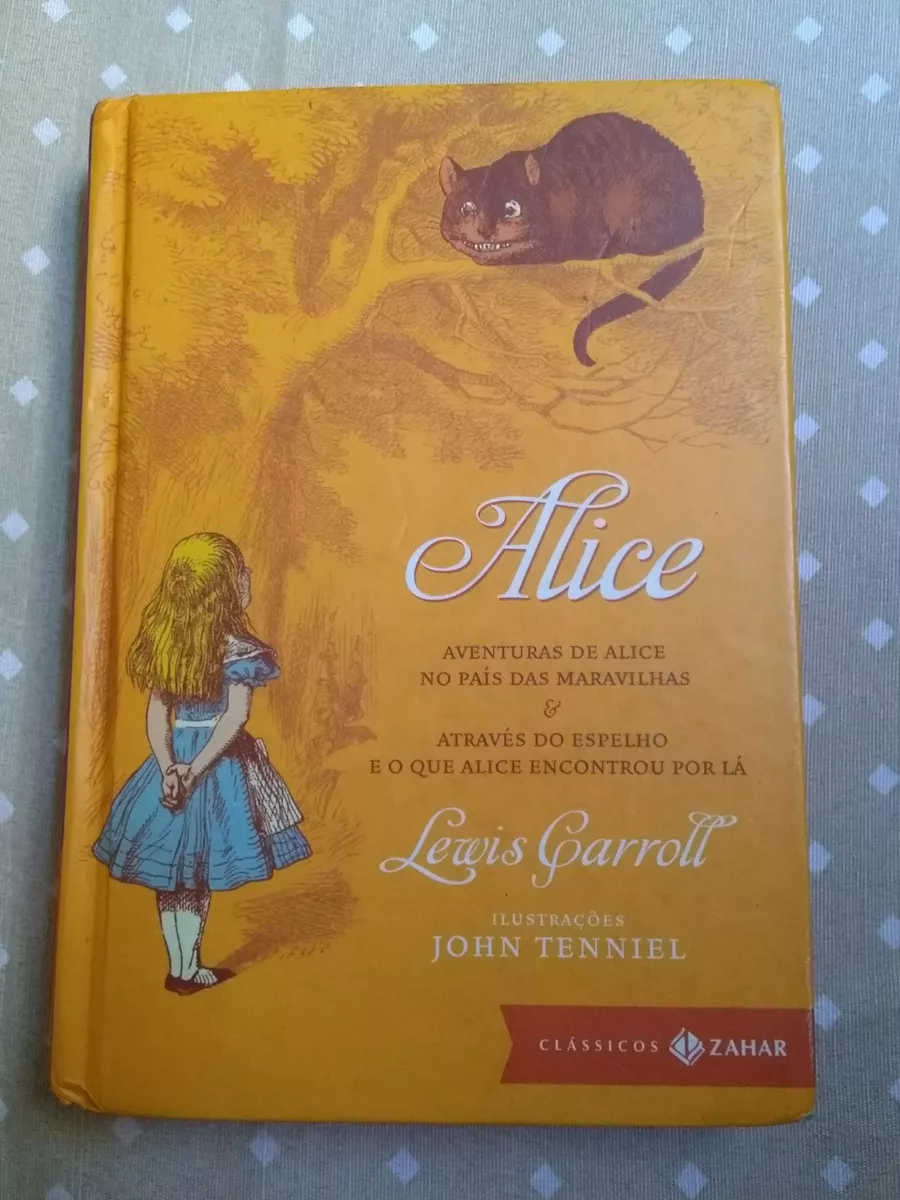 Alice
AVENTURAS DE ALICE
NO PAÍS DAS MARAVILHAS
&
ATRAVÉS DO ESPELHO
E O QUE ALICE ENCONTROU POR LÁ
Lewis Carroll
ILUSTRAÇÕES
JOHN TENNIEL
CLÁSSICOS ZAHAR